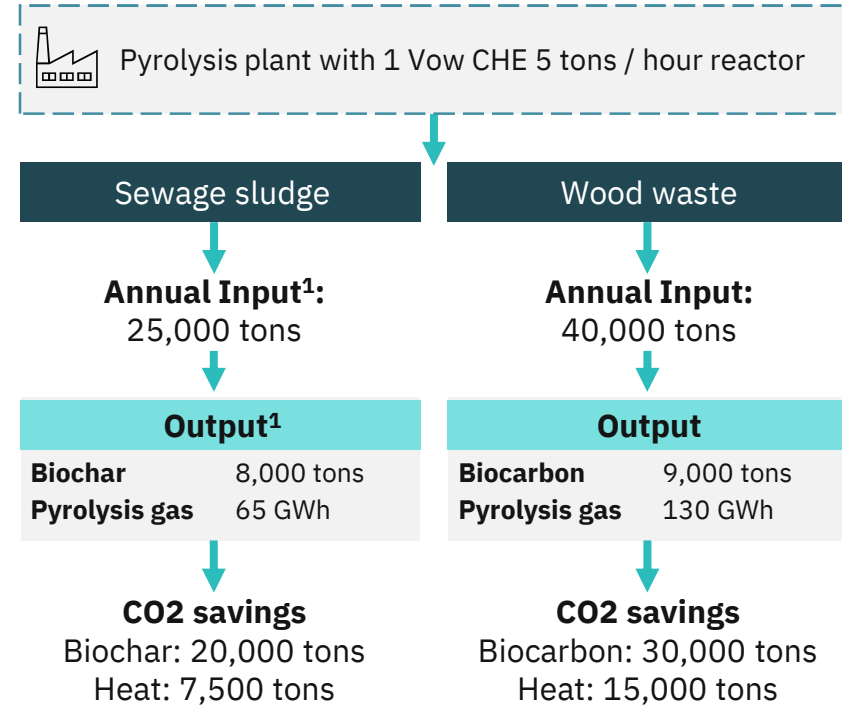 Pyrolysis plant with 1 Vow CHE 5 tons / hour reactor
Sewage sludge
Annual Input¹:
25,000 tons
Output¹
Biochar 8,000 tons
Pyrolysis gas 65 GWh
CO2 savings
Biochar: 20,000 tons
Heat: 7,500 tons
Wood waste
Annual Input:
40,000 tons
Output
Biocarbon 9,000 tons
Pyrolysis gas 130 GWh
CO2 savings
Biocarbon: 30,000 tons
Heat: 15,000 tons